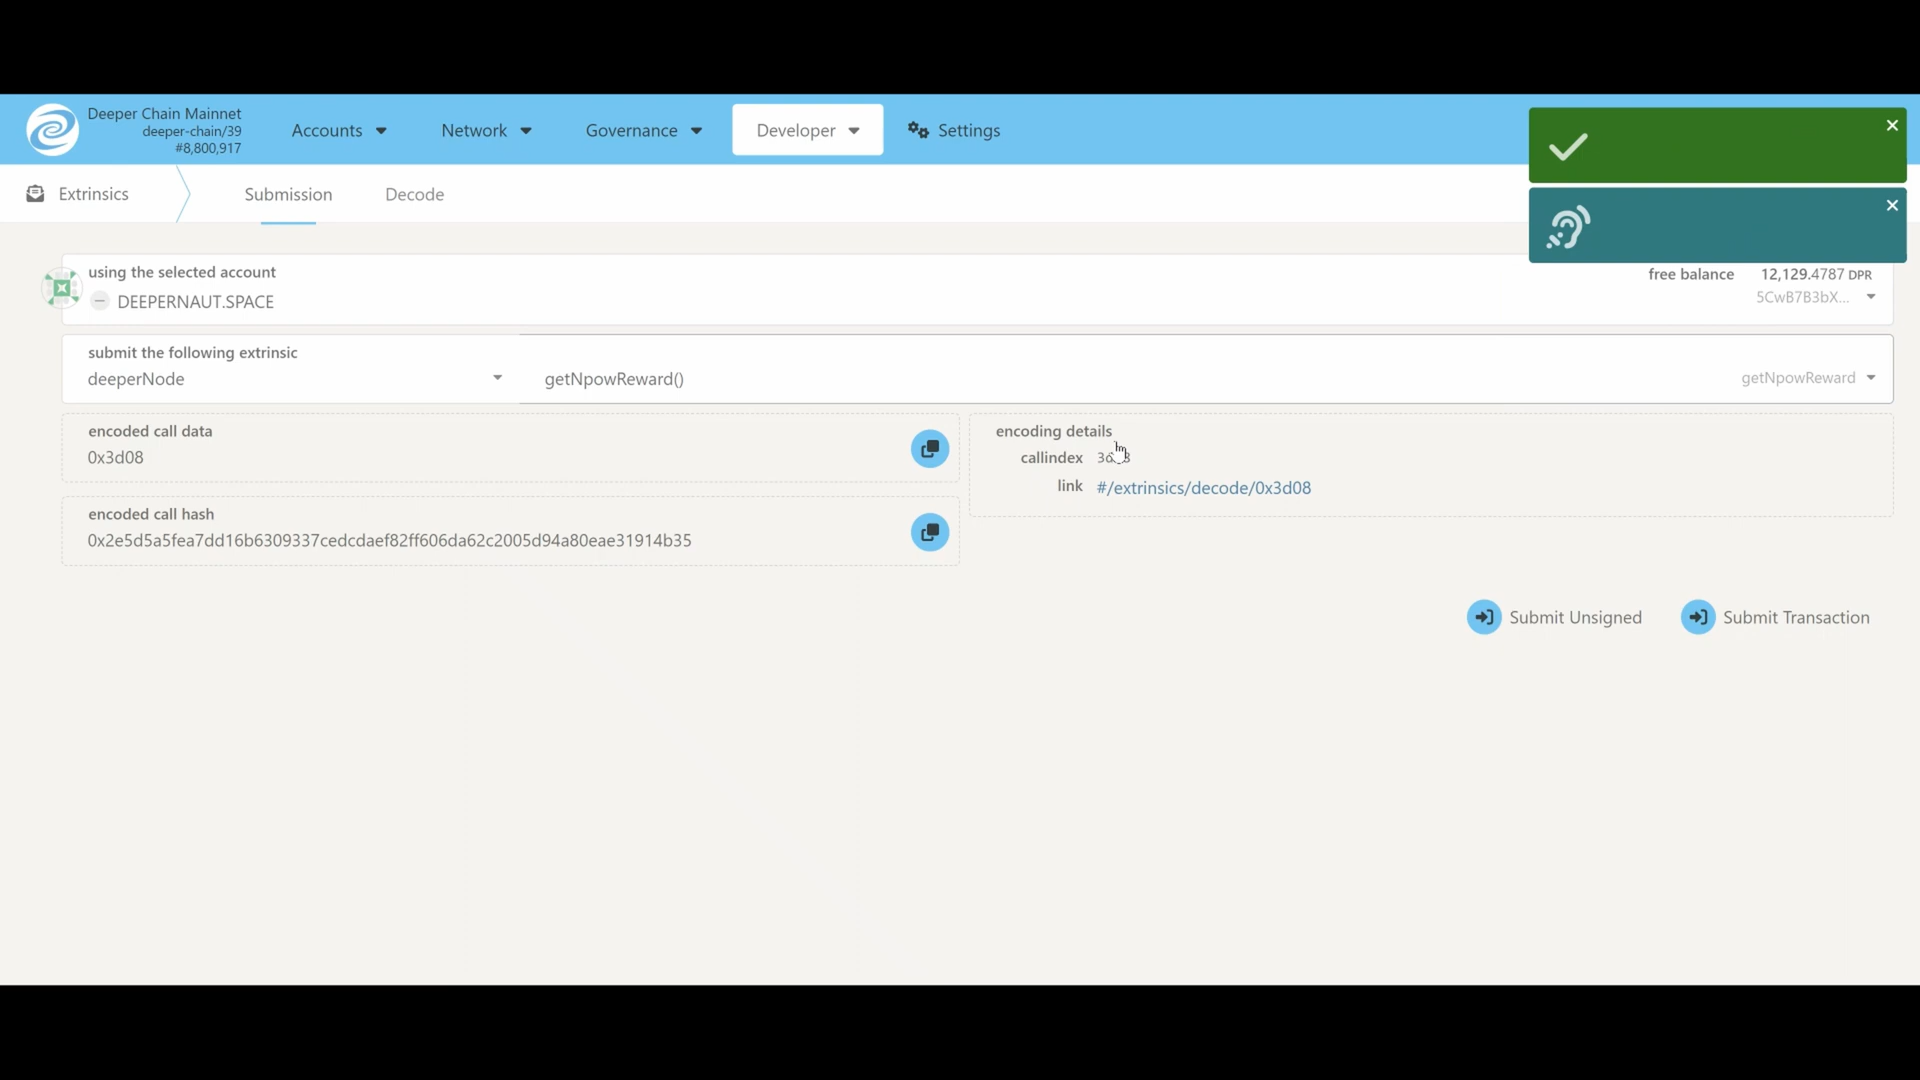 Deeper Chain Mainnet
deeper-chain/39
#8,800,917
Accounts
Network
Governance
Developer
Settings
Extrinsics
Submission
Decode
using the selected account
DEEPERNAUT.SPACE
free balance 12,129.4787 DPR
5CwB7B3bX...
submit the following extrinsic
deeperNode
getNpowReward()
getNpowReward
encoded call data
0x3d08
encoded call hash
0x2e5d5a5fea7dd16b6309337cedcdaef82ff606da62c2005d94a80eae31914b35
encoding details
callindex
link #/extrinsics/decode/0x3d08
Submit Unsigned
Submit Transaction